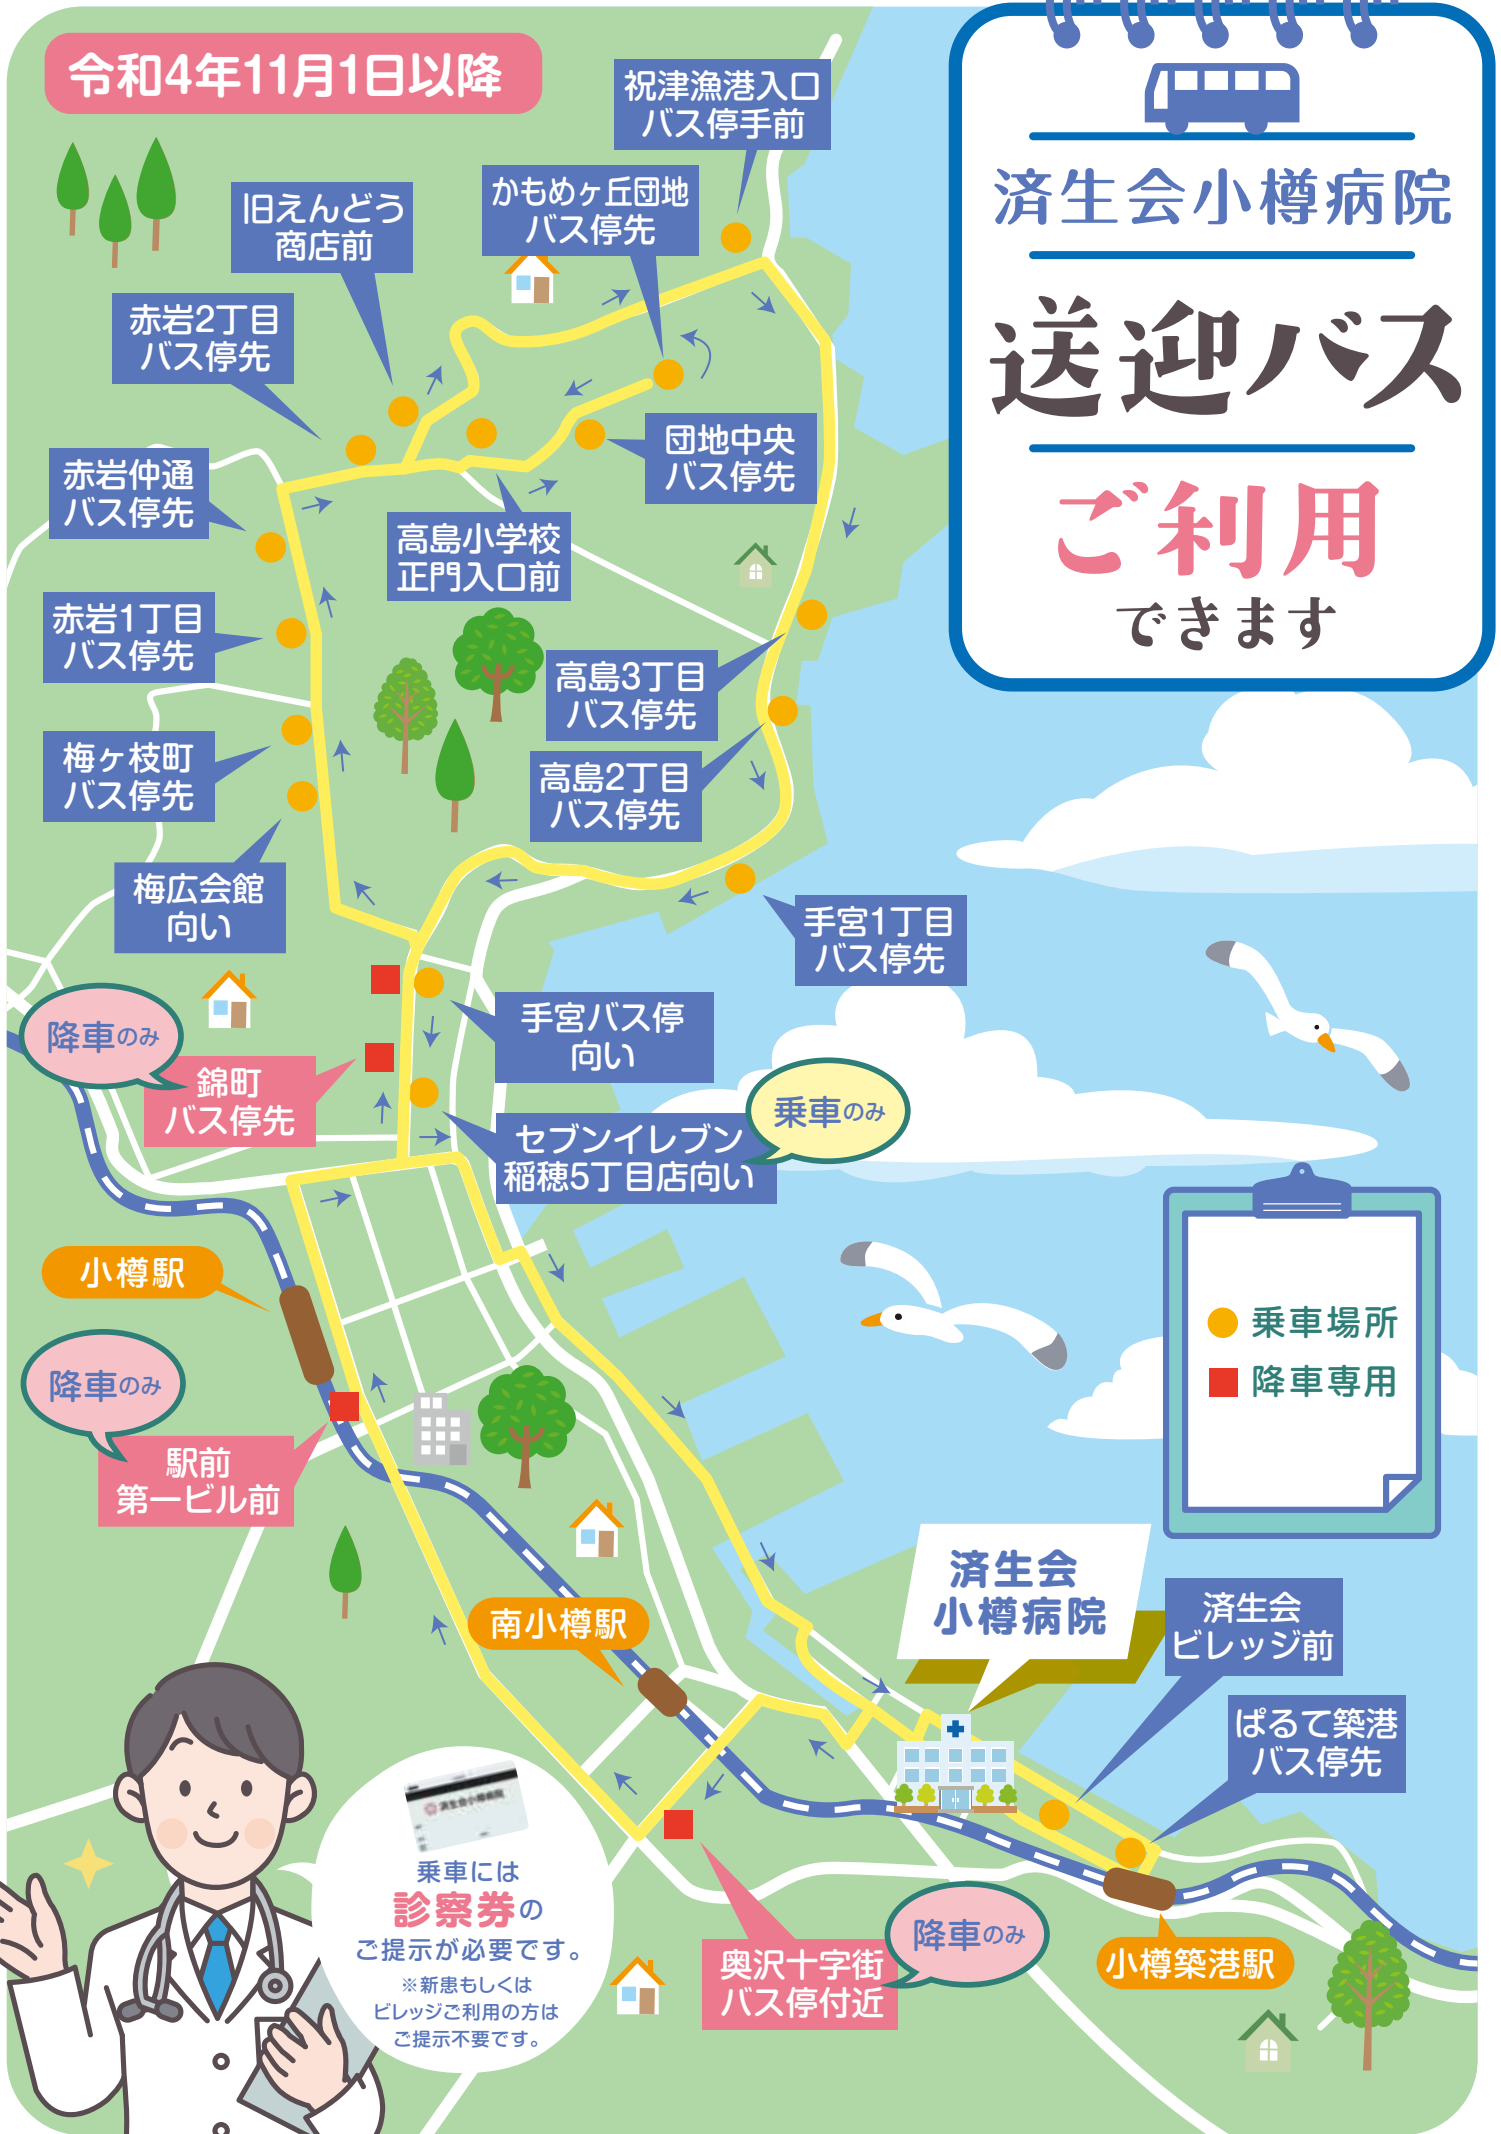 令和4年11月1日以降
済生会小樽病院
送迎バス
ご利用
できます
祝津漁港入口
バス停手前
かもめヶ丘団地
バス停先
旧えんどう
商店前
赤岩2丁目
バス停先
団地中央
バス停先
赤岩仲通
バス停先
高島小学校
正門入口前
赤岩1丁目
バス停先
高島3丁目
バス停先
梅ヶ枝町
バス停先
高島2丁目
バス停先
梅広会館
向い
手宮1丁目
バス停先
手宮バス停
向い
降車のみ
錦町
バス停先
乗車のみ
セブンイレブン
稲穂5丁目店向い
小樽駅
乗車場所
降車専用
降車のみ
駅前
第一ビル前
済生会
小樽病院
南小樽駅
済生会
ビレッジ前
ぱるて築港
バス停先
済生会小樽病院
乗車には
診察券の
ご提示が必要です。
※新患もしくは
ビレッジご利用の方は
ご提示不要です。
降車のみ
奥沢十字街
バス停付近
小樽築港駅